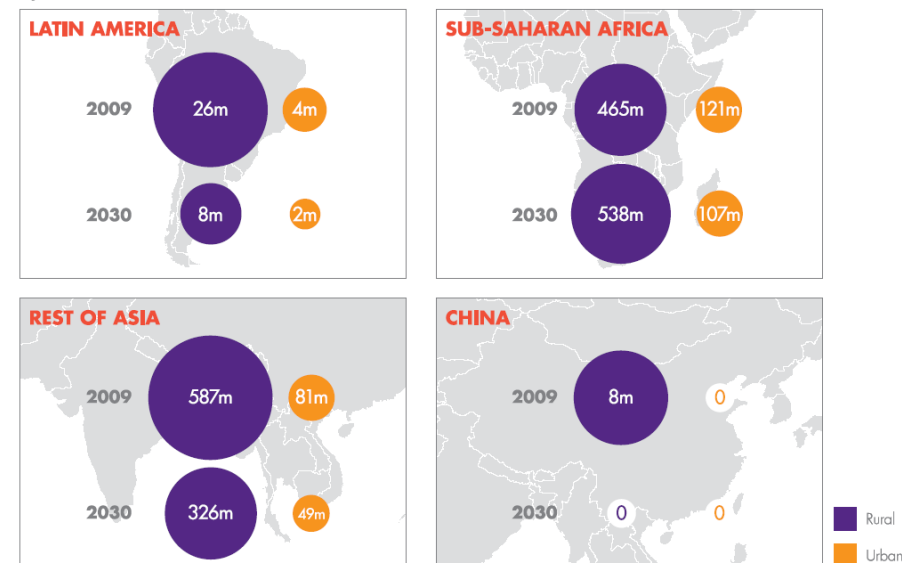 LATIN AMERICA
2009 26m 4m
2030 8m 2m
SUB-SAHARAN AFRICA
2009 465m 121m
2030 538m 107m
REST OF ASIA
2009 587m 81m
2030 326m 49m
CHINA
2009 8m 0
2030 0 0
Rural
Urban